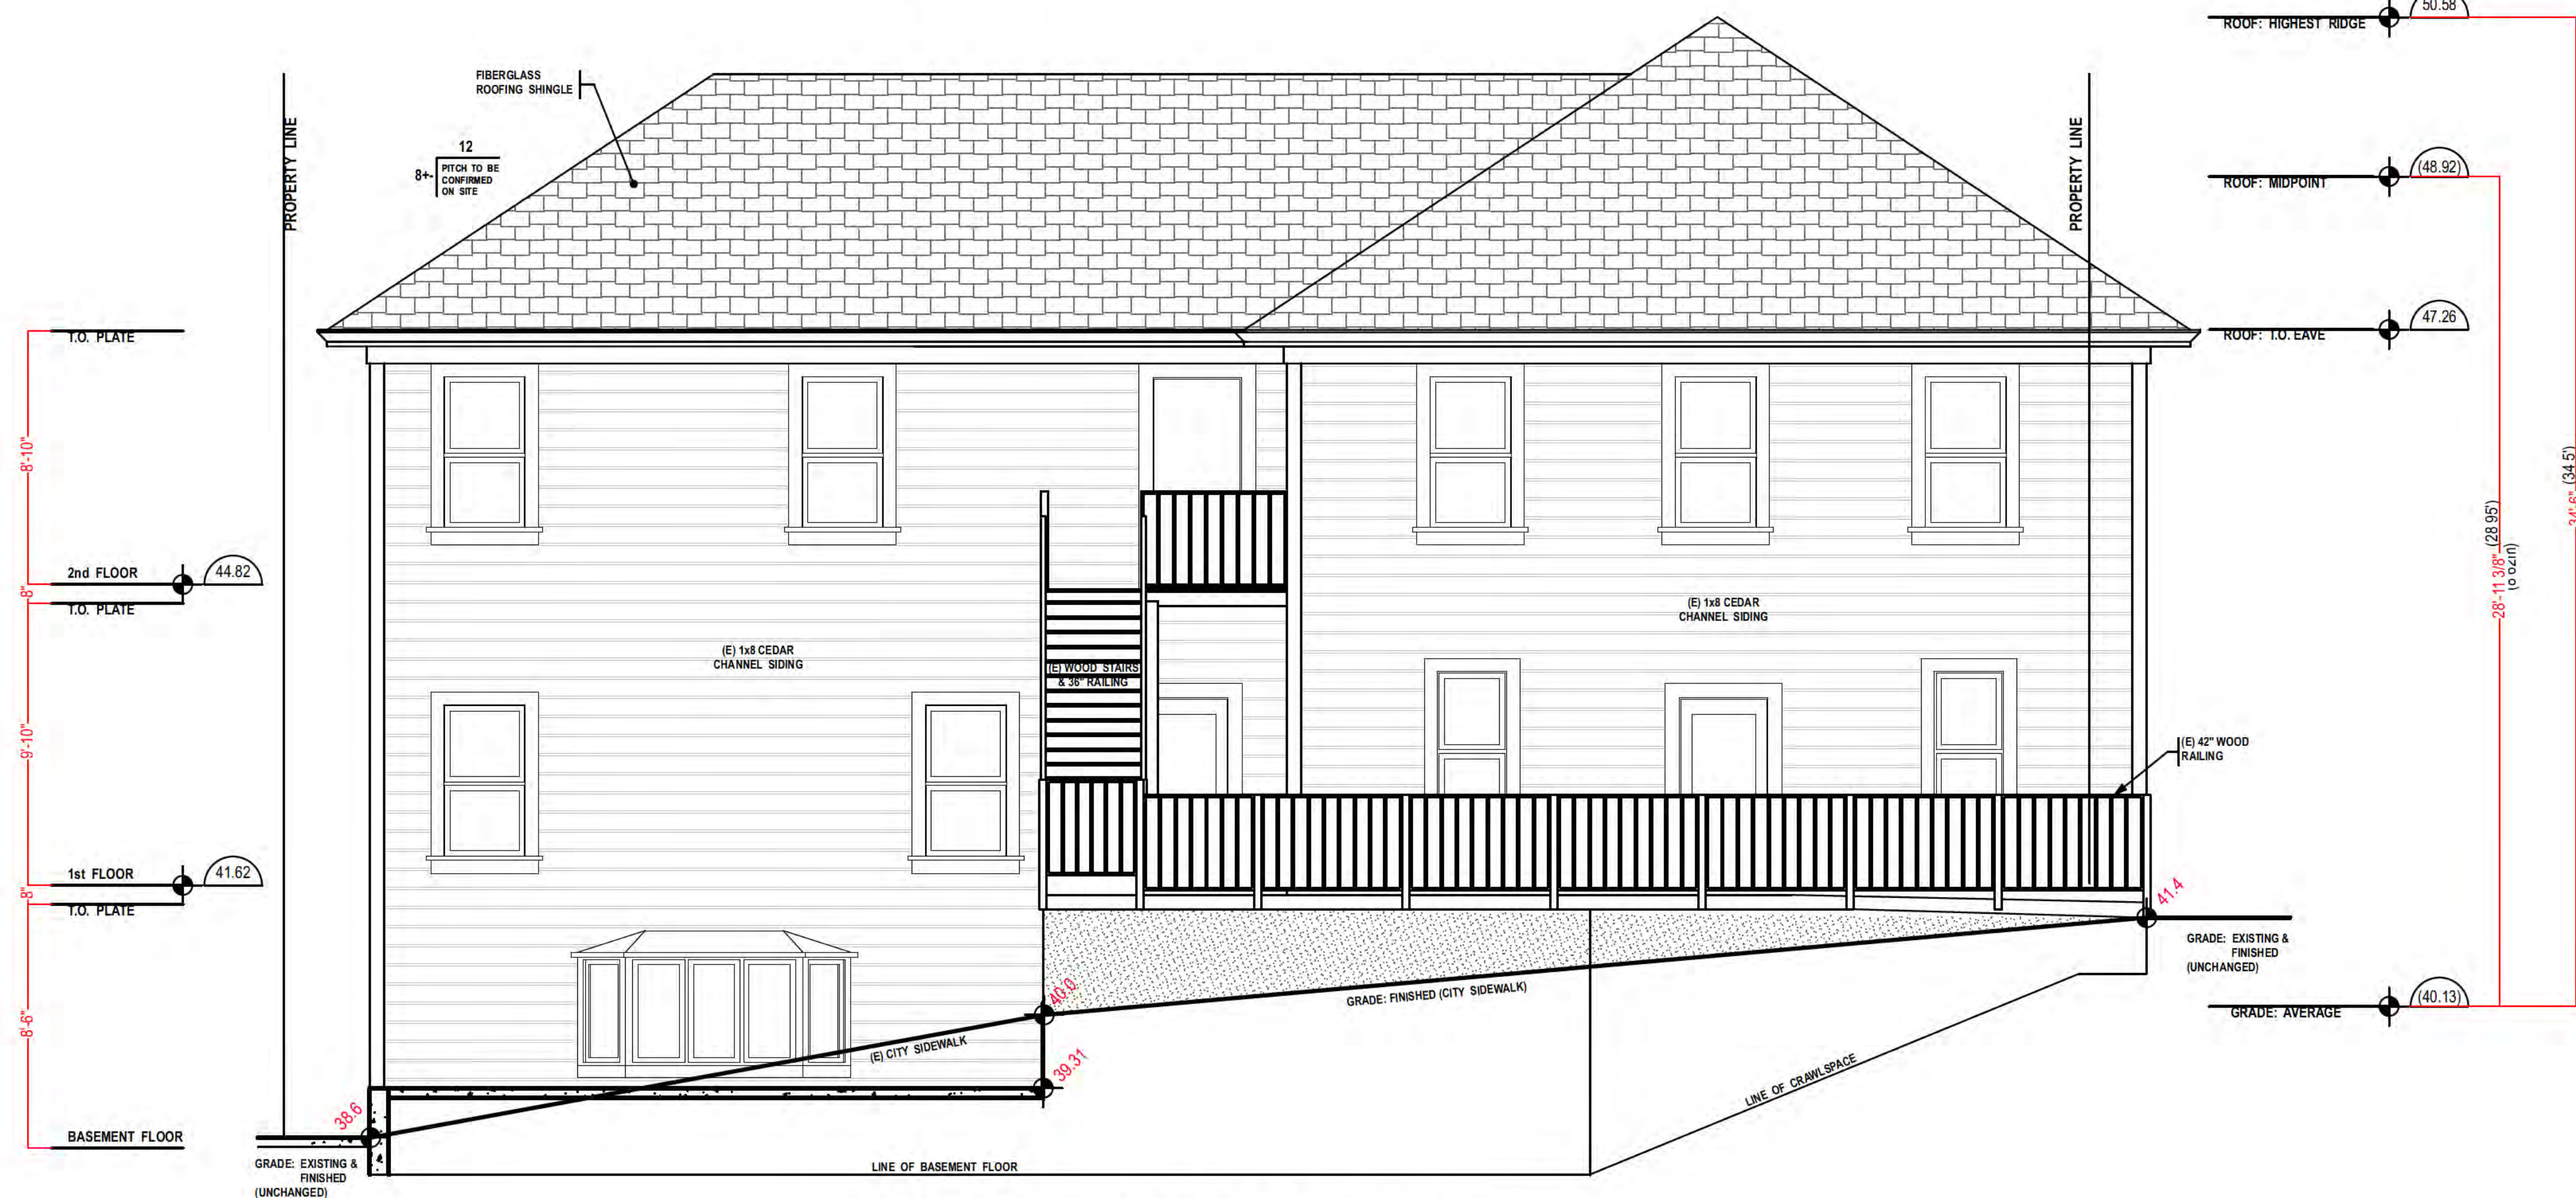 50.58
ROOF: HIGHEST RIDGE
FIBERGLASS
ROOFING SHINGLE
PROPERTY LINE
12
8+-
PITCH TO BE
CONFIRMED
ON SITE
PROPERTY LINE
(48.92)
ROOF: MIDPOINT
47.26
ROOF: T.O. EAVE
T.O. PLATE
8'-10"
2nd FLOOR
44.82
8"
T.O. PLATE
9'-10"
1st FLOOR
41.62
8"
T.O. PLATE
8'-6"
BASEMENT FLOOR
(E) 1x8 CEDAR
CHANNEL SIDING
(E) WOOD STAIRS
& 36" RAILING
(E) 1x8 CEDAR
CHANNEL SIDING
(E) 42" WOOD
RAILING
34'-6" (34 5')
28'-11 3/8" (28 95')
41.4
GRADE: EXISTING &
FINISHED
(UNCHANGED)
(40.13)
GRADE: AVERAGE
40.0
GRADE: FINISHED (CITY SIDEWALK)
(E) CITY SIDEWALK
39.31
LINE OF CRAWLSPACE
38.6
GRADE: EXISTING &
FINISHED
(UNCHANGED)
LINE OF BASEMENT FLOOR